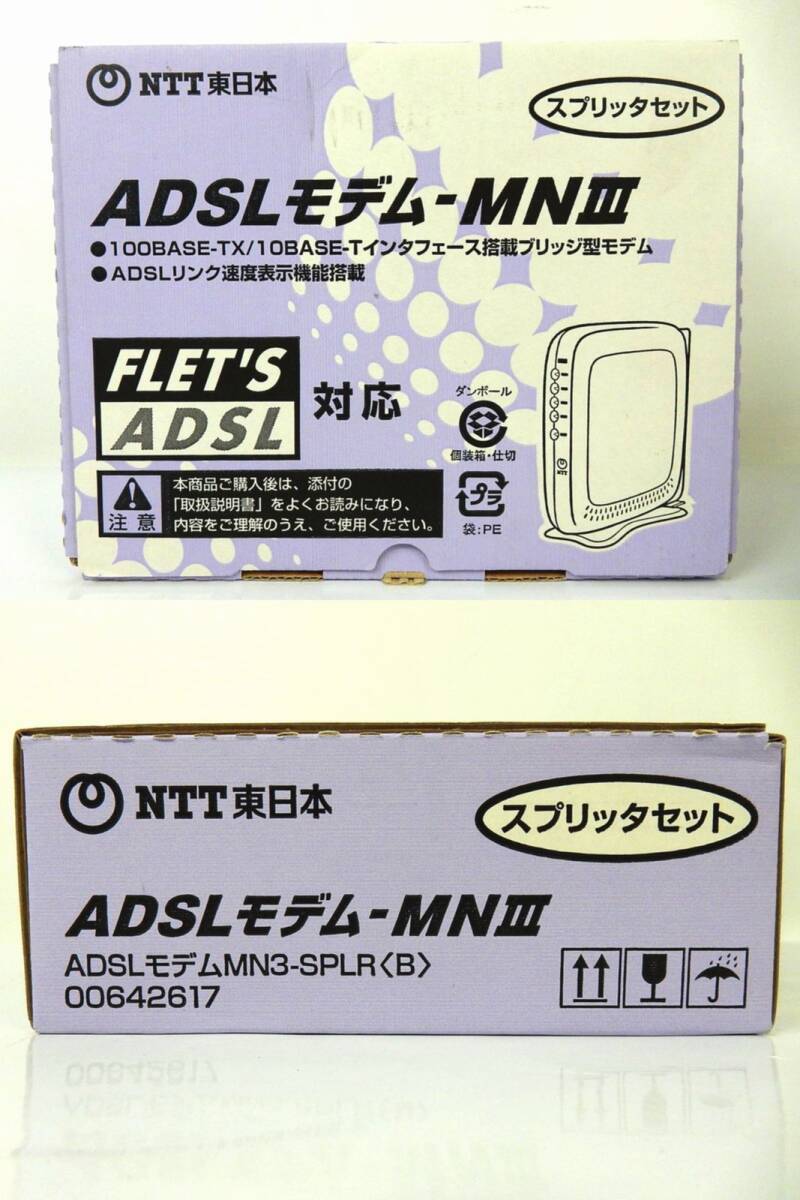 NTT東日本
スプリッタセット
ADSLモデム-MNⅢ
●100BASE-TX/10BASE-Tインタフェース搭載ブリッジ型モデム
●ADSLリンク速度表示機能搭載
FLET'S
ADSL
対応
ダンボール
個装箱・仕切
プラ
袋:PE
NTT
注意
本商品ご購入後は、添付の
「取扱説明書」をよくお読みになり、
内容をご理解のうえ、ご使用ください。
NTT東日本
スプリッタセット
ADSLモデム-MNⅢ
ADSLモデムMN3-SPLR〈B〉
00642617